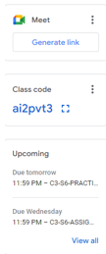 Meet
Generate link
Class code
ai2pvt3
Upcoming
Due tomorrow
11:59 PM – C3-S6-PRACTI...
Due Wednesday
11:59 PM – C3-S6-ASSIG...
View all